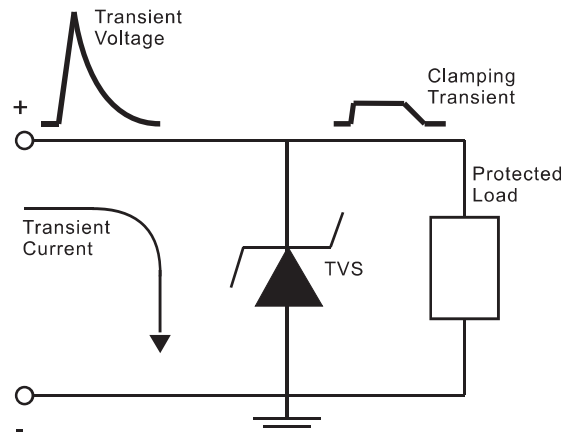 Transient
Voltage
Clamping
Transient
+
Protected
Load
Transient
Current
TVS
-